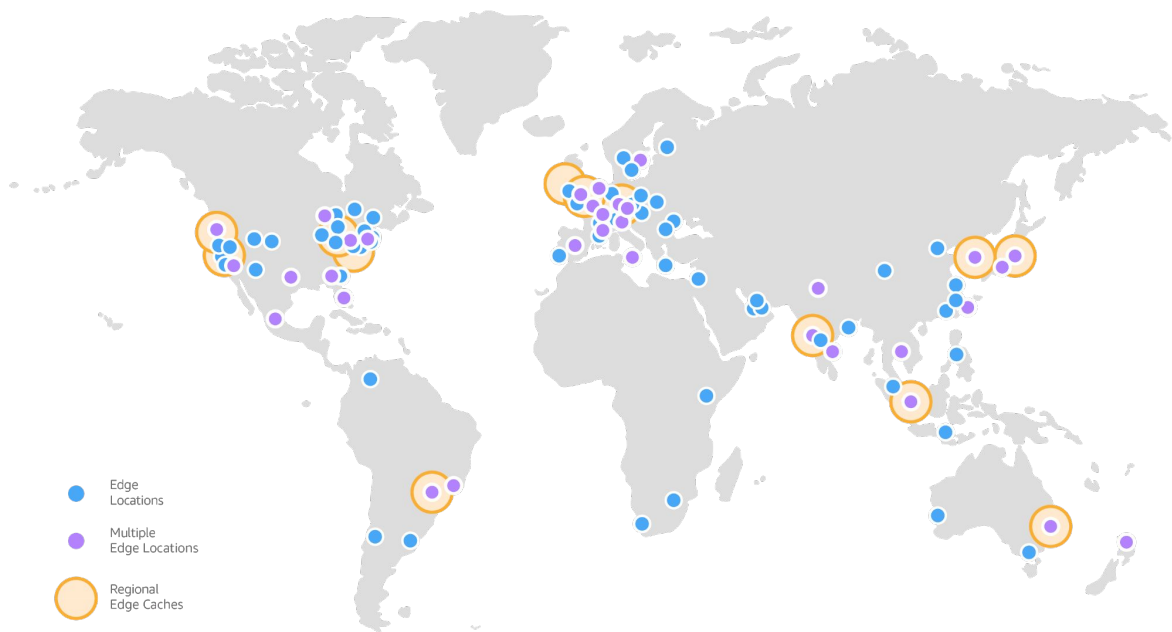 Edge
Locations
Multiple
Edge Locations
Regional
Edge Caches